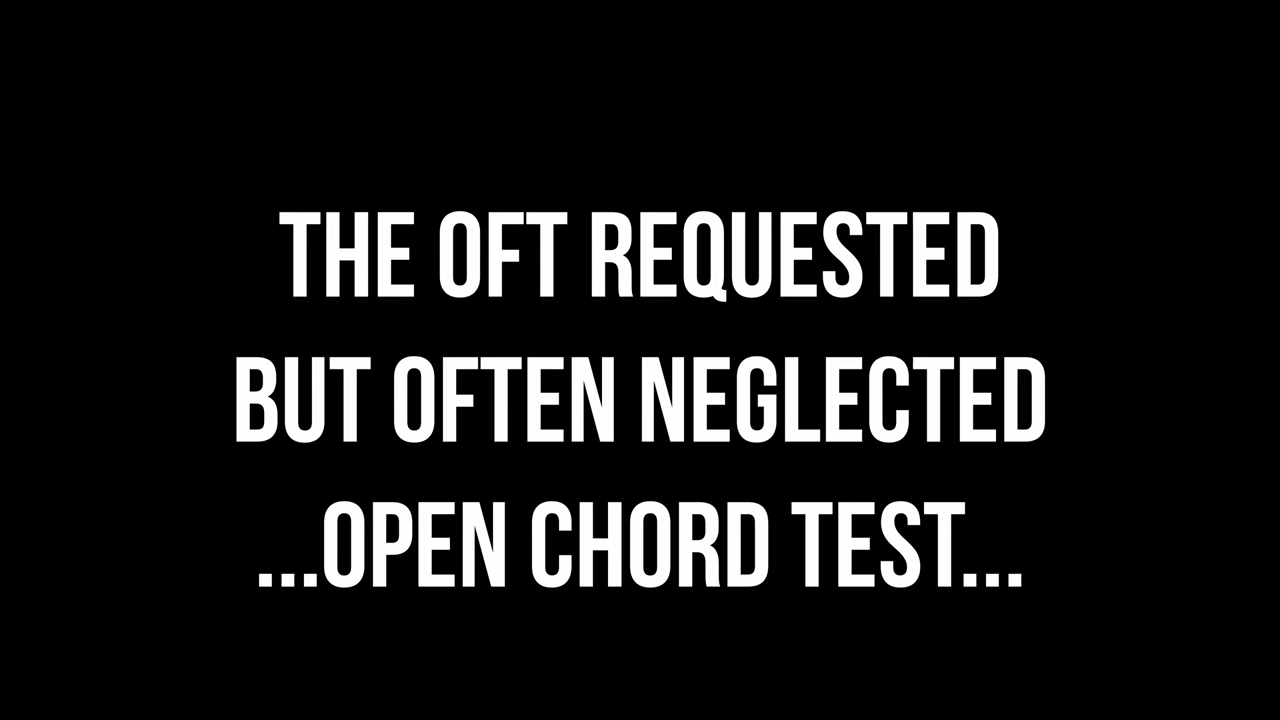 THE OFT REQUESTED
BUT OFTEN NEGLECTED
...OPEN CHORD TEST...